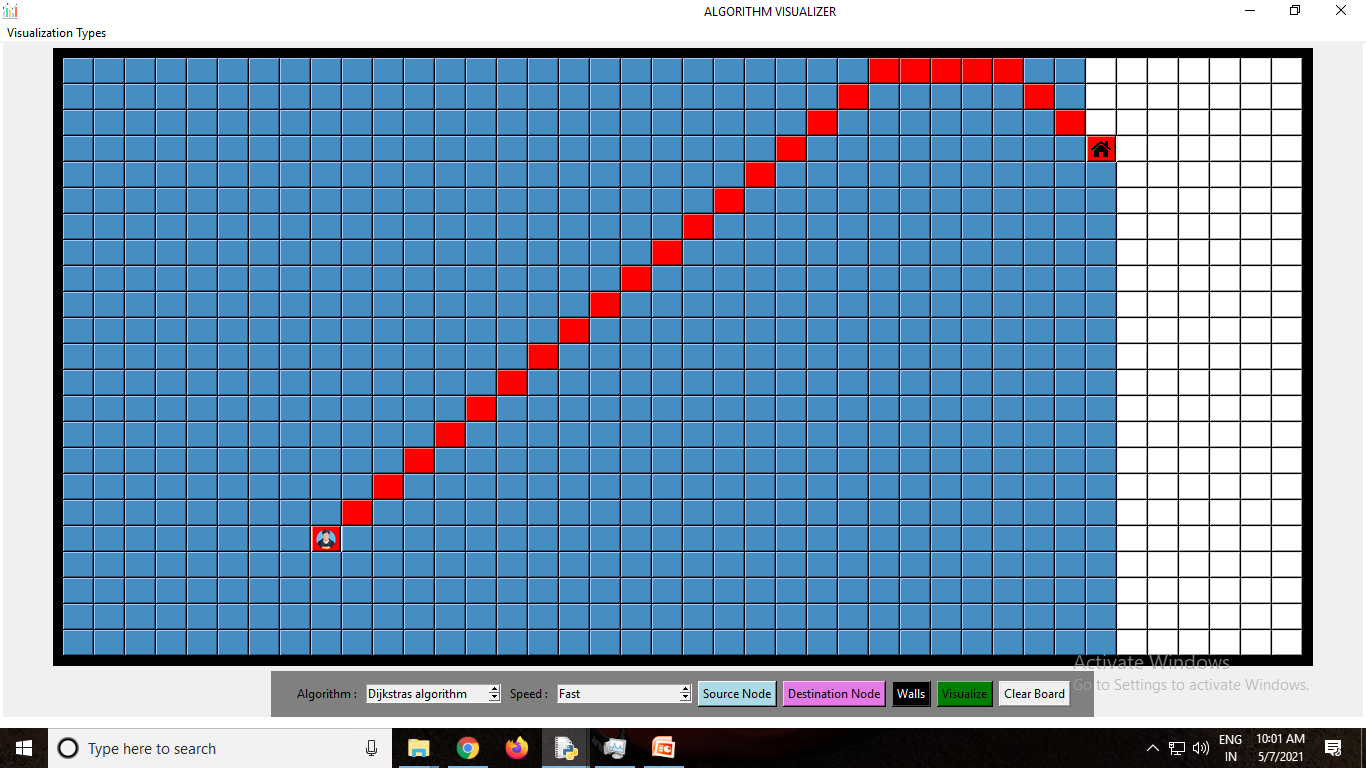 ALGORITHM VISUALIZER
Visualization Types
Algorithm : Dijkstras algorithm Speed : Fast Source Node Destination Node Walls Visualize Clear Board
Activate Windows
Go to Settings to activate Windows.
Type here to search
ENG
IN
10:01 AM
5/7/2021